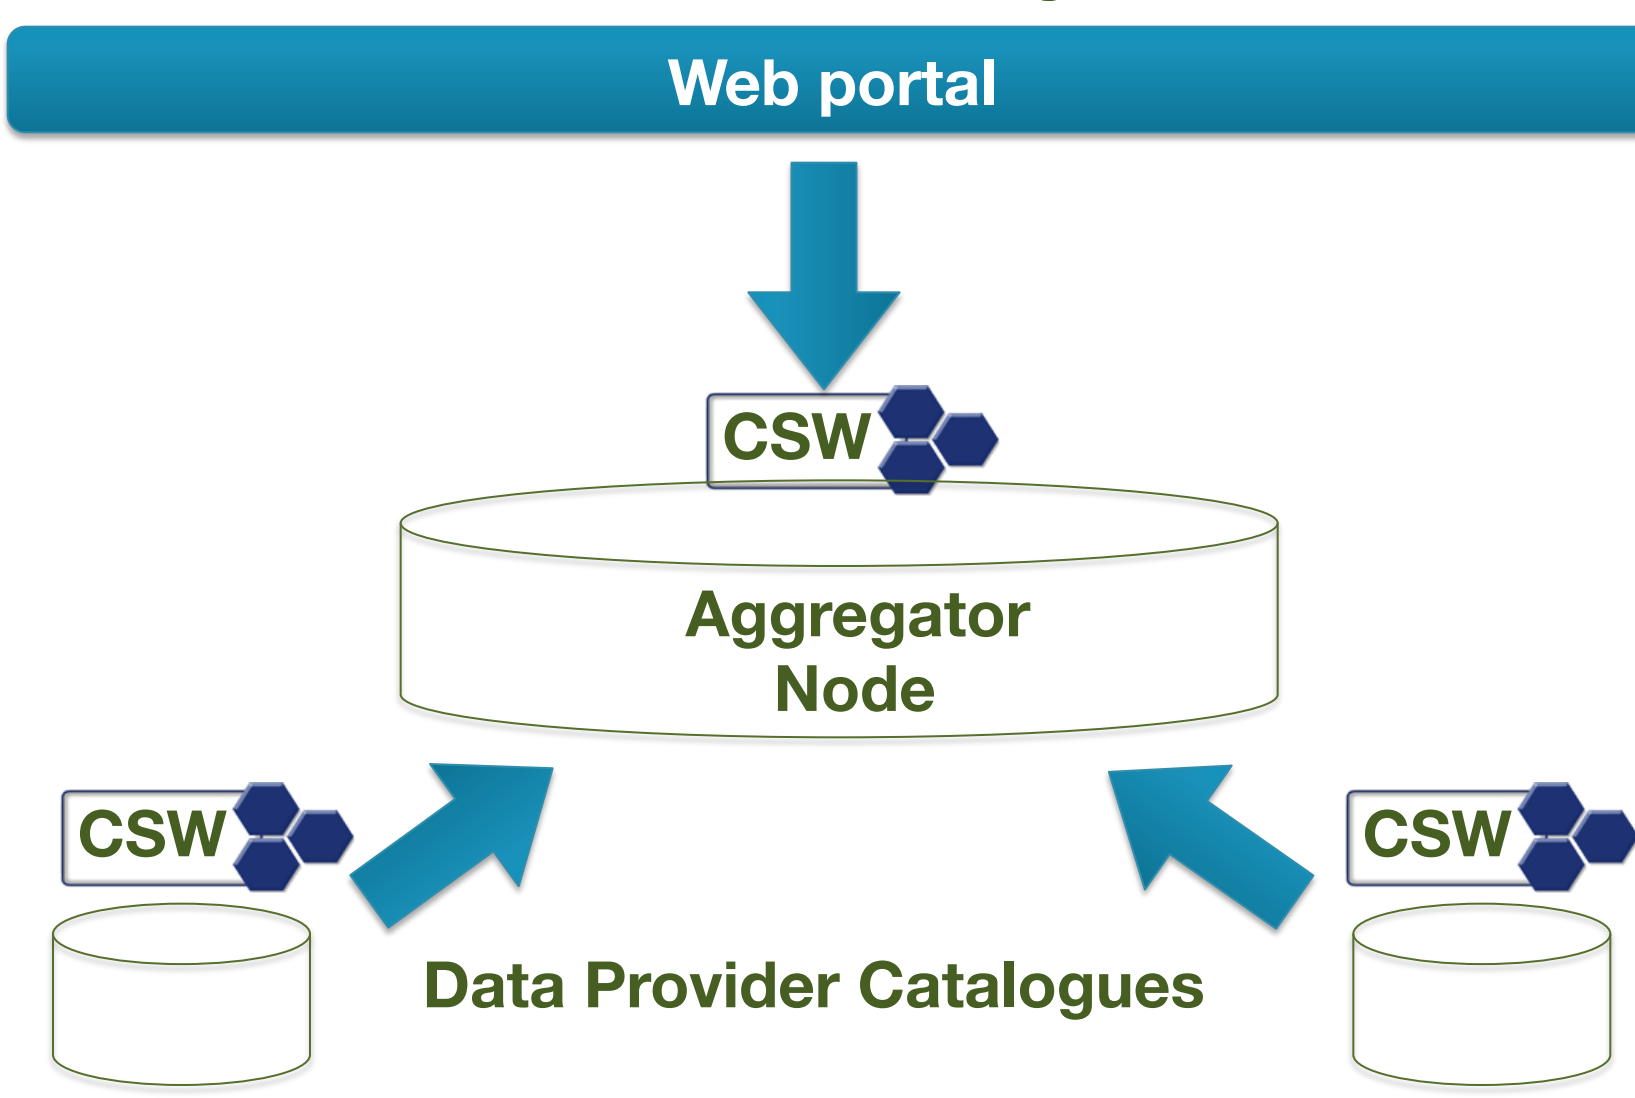 Web portal
CSW
Aggregator
Node
CSW
CSW
Data Provider Catalogues